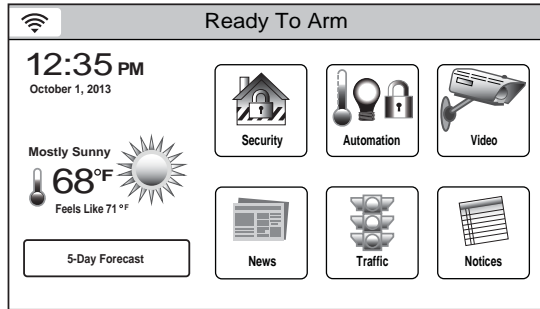 Ready To Arm
12:35 PM
October 1, 2013
Mostly Sunny
68°F
Feels Like 71 °F
5-Day Forecast
Security
Automation
Video
News
Traffic
Notices